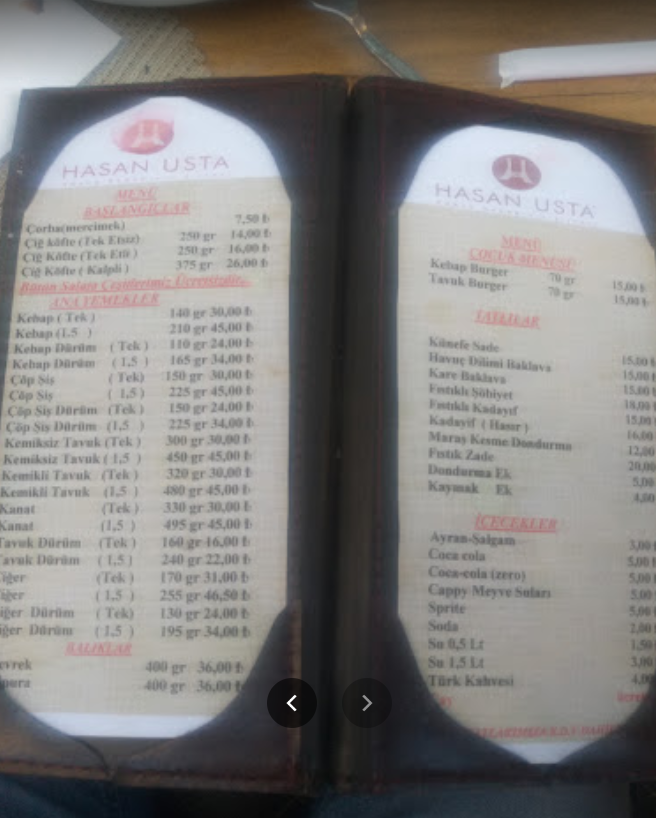 HASAN USTA
MENÜ
BAŞLANGIÇLAR
Çorba(mercimek) 7,50 ₺
Çiğ köfte (Tek Etsiz) 250 gr 14,00 ₺
Çiğ Köfte (Tek Etli ) 250 gr 16,00 ₺
Çiğ Köfte ( Kalpli ) 375 gr 26,00 ₺
Bütün Salata Çeşitlerimiz Ücretsizdir.
ANA YEMEKLER
Kebap ( Tek ) 140 gr 30,00 ₺
Kebap (1,5 ) 210 gr 45,00 ₺
Kebap Dürüm ( Tek ) 110 gr 24,00 ₺
Kebap Dürüm ( 1,5 ) 165 gr 34,00 ₺
Çöp Şiş ( Tek) 150 gr 30,00 ₺
Çöp Şiş ( 1,5 ) 225 gr 45,00 ₺
Çöp Şiş Dürüm (Tek ) 150 gr 24,00 ₺
Çöp Şiş Dürüm (1,5 ) 225 gr 34,00 ₺
Kemiksiz Tavuk (Tek ) 300 gr 30,00 ₺
Kemiksiz Tavuk ( 1,5 ) 450 gr 45,00 ₺
Kemikli Tavuk (Tek ) 320 gr 30,00 ₺
Kemikli Tavuk (1,5 ) 480 gr 45,00 ₺
Kanat (Tek ) 330 gr 30,00 ₺
Kanat (1,5 ) 495 gr 45,00 ₺
Tavuk Dürüm (Tek ) 160 gr 16,00 ₺
Tavuk Dürüm ( 1,5 ) 240 gr 22,00 ₺
iğer (Tek ) 170 gr 31,00 ₺
iğer ( 1,5 ) 255 gr 46,50 ₺
iğer Dürüm ( Tek) 130 gr 24,00 ₺
iğer Dürüm ( 1,5 ) 195 gr 34,00 ₺
BALIKLAR
evrek 400 gr 36,00 ₺
pura 400 gr 36,00 ₺
HASAN USTA
MENÜ
ÇOCUK MENÜSÜ
Kebap Burger 70 gr 15,00 ₺
Tavuk Burger 70 gr 15,00 ₺
TATLILAR
Künefe Sade 15,00 ₺
Havuç Dilimi Baklava 15,00
Kare Baklava 15,00
Fıstıklı Şöbiyet 18,00
Fıstıklı Kadayıf 15,00
Kadayıf ( Hasır ) 16,00
Maraş Kesme Dondurma 12,00
Fıstık Zade 20,00
Dondurma Ek 5,00
Kaymak Ek 4,00
İÇECEKLER
Ayran-Şalgam 3,00
Coca cola 5,00
Coca-cola (zero) 5,00
Cappy Meyve Suları 5,00
Sprite 5,00
Soda 2,00
Su 0,5 Lt 1,50
Su 1,5 Lt 3,00
Türk Kahvesi 4,00